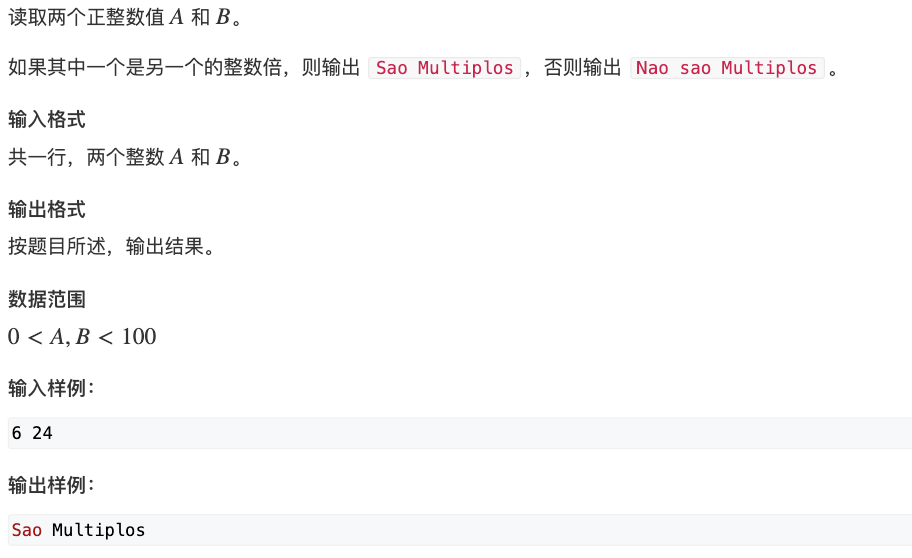 读取两个正整数值 A 和 B。
如果其中一个是另一个的整数倍，则输出 Sao Multiplos，否则输出 Nao sao Multiplos。
输入格式
共一行，两个整数 A 和 B。
输出格式
按题目所述，输出结果。
数据范围
0 < A, B < 100
输入样例：
6 24
输出样例：
Sao Multiplos